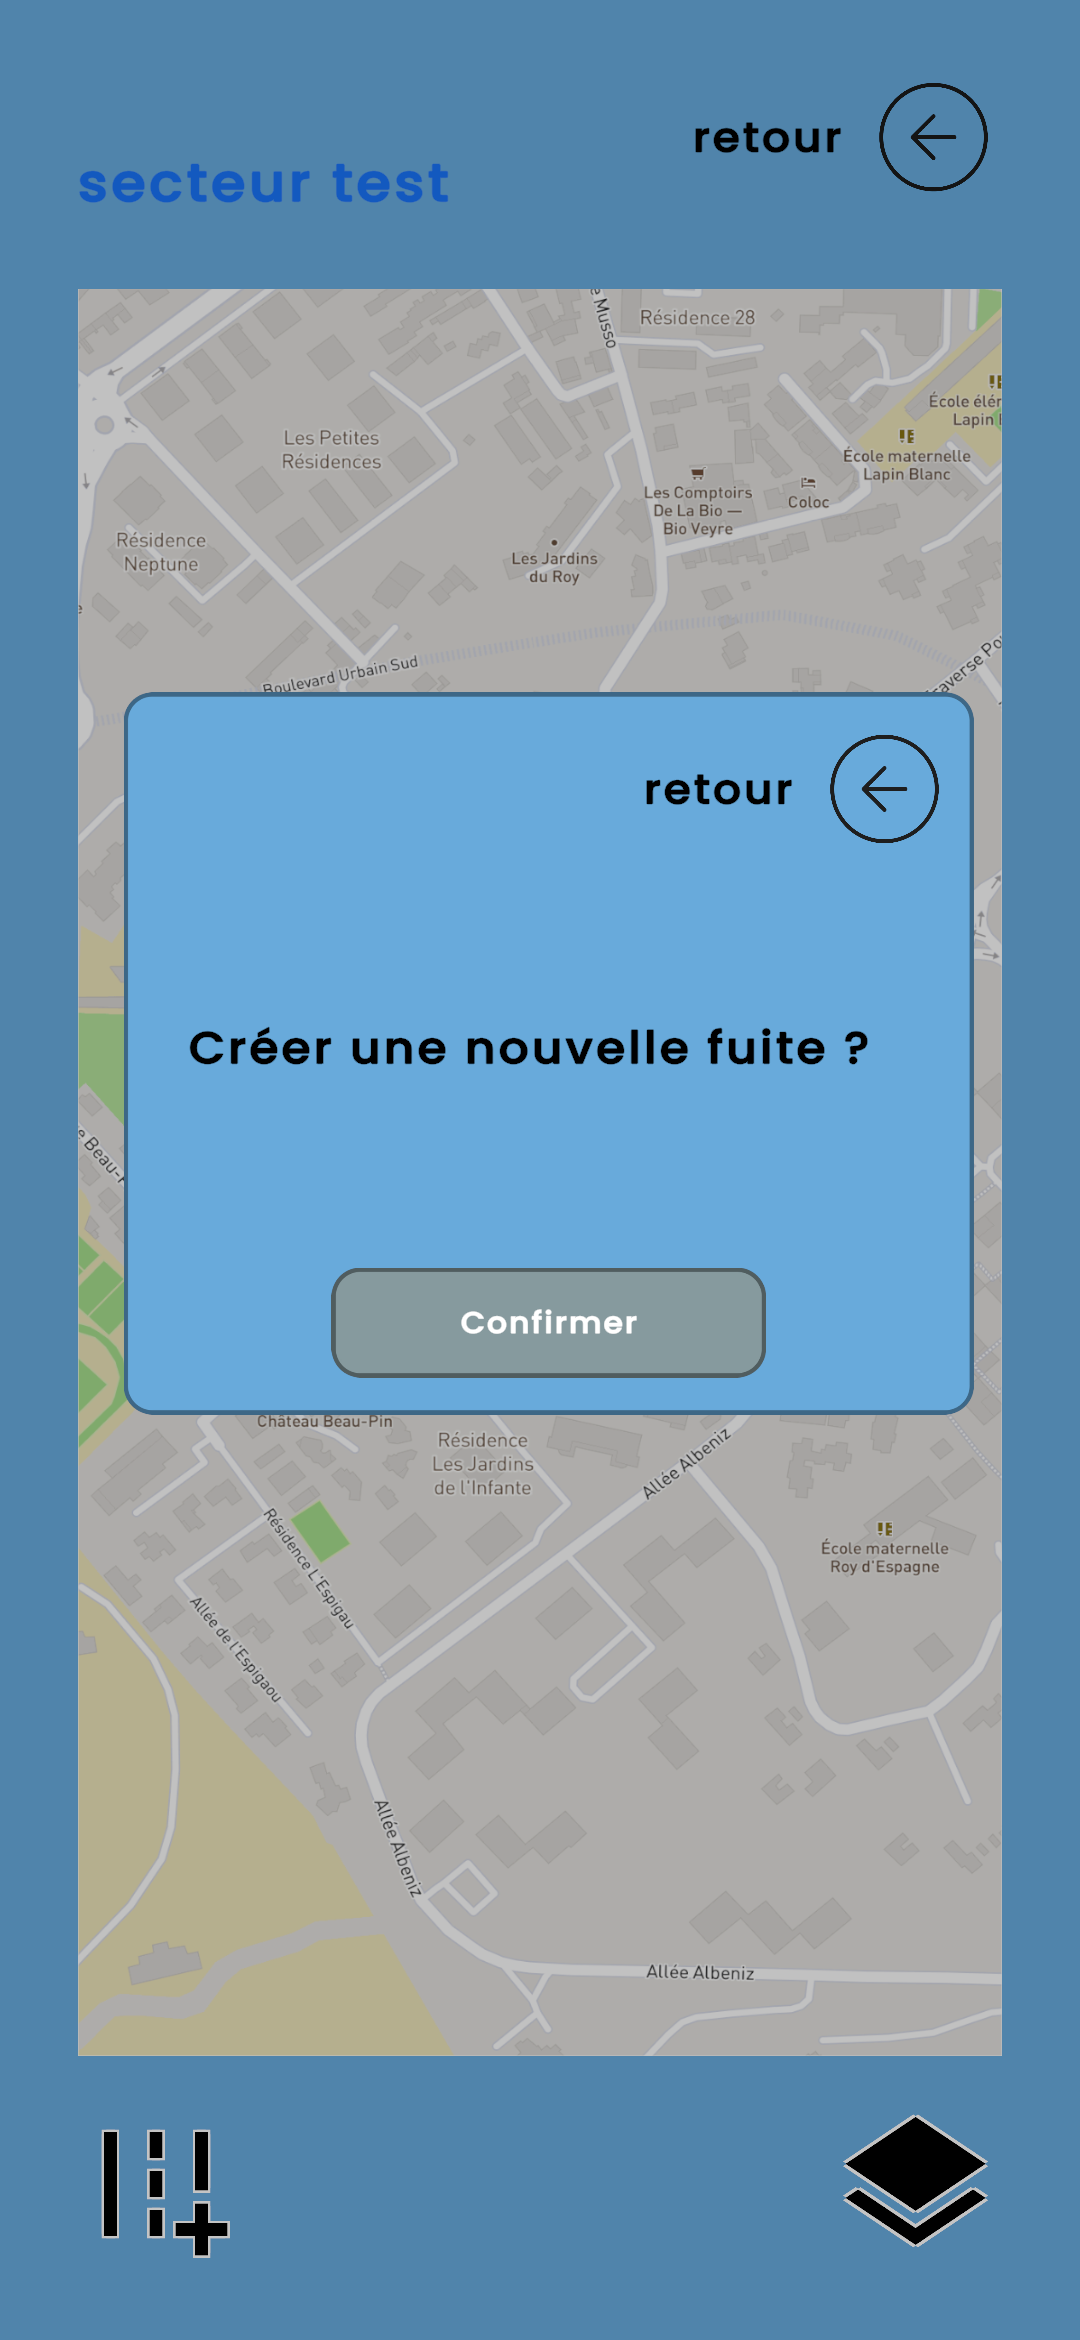 retour
secteur test
e Musso
Résidence 28
École élér
Lapin
Les Petites
Résidences
École maternelle
Lapin Blanc
Les Comptoirs
De La Bio —
Bio Veyre
Coloc
Résidence
Neptune
Les Jardins
du Roy
Boulevard Urbain Sud
raverse Po
retour
Créer une nouvelle fuite ?
e Beau-
Confirmer
Château Beau-Pin
Résidence
Les Jardins
de l'Infante
Allée Albeniz
Résidence L'Espigau
École maternelle
Roy d'Espagne
Allée de l'Espigaou
Allée Albeniz
Allée Albeniz